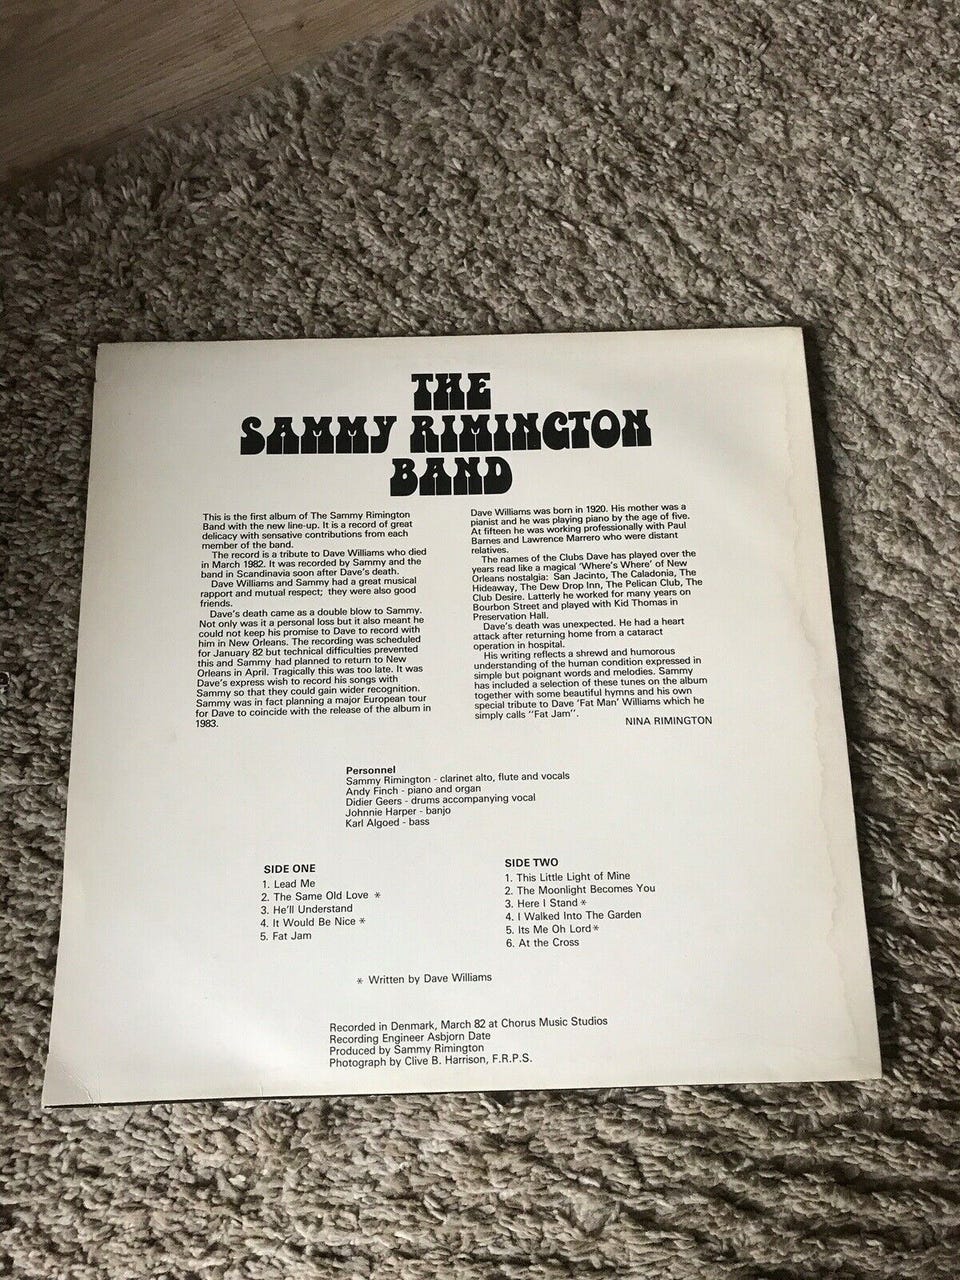 THE
SAMMY RIMINGTON
BAND
This is the first album of The Sammy Rimington
Band with the new line-up. It is a record of great
delicacy with sensative contributions from each
member of the band.
The record is a tribute to Dave Williams who died
in March 1982. It was recorded by Sammy and the
band in Scandinavia soon after Dave's death.
Dave Williams and Sammy had a great musical
rapport and mutual respect; they were also good
friends.
Dave's death came as a double blow to Sammy.
Not only was it a personal loss but it also meant he
could not keep his promise to Dave to record with
him in New Orleans. The recording was scheduled
for January 82 but technical difficulties prevented
this and Sammy had planned to return to New
Orleans in April. Tragically this was too late. It was
Dave's express wish to record his songs with
Sammy so that they could gain wider recognition.
Sammy was in fact planning a major European tour
for Dave to coincide with the release of the album in
1983.
Dave Williams was born in 1920. His mother was a
pianist and he was playing piano by the age of five.
At fifteen he was working professionally with Paul
Barnes and Lawrence Marrero who were distant
relatives.
The names of the Clubs Dave has played over the
years read like a magical 'Where's Where' of New
Orleans nostalgia: San Jacinto, The Caladonia, The
Hideaway, The Dew Drop Inn, The Pelican Club, The
Club Desire. Latterly he worked for many years on
Bourbon Street and played with Kid Thomas in
Preservation Hall.
Dave's death was unexpected. He had a heart
attack after returning home from a cataract
operation in hospital.
His writing reflects a shrewd and humorous
understanding of the human condition expressed in
simple but poignant words and melodies. Sammy
has included a selection of these tunes on the album
together with some beautiful hymns and his own
special tribute to Dave 'Fat Man' Williams which he
simply calls "Fat Jam".
NINA RIMINGTON
Personnel
Sammy Rimington - clarinet alto, flute and vocals
Andy Finch - piano and organ
Didier Geers - drums accompanying vocal
Johnnie Harper - banjo
Karl Algoed - bass
SIDE ONE
1. Lead Me
2. The Same Old Love *
3. He'll Understand
4. It Would Be Nice *
5. Fat Jam
SIDE TWO
1. This Little Light of Mine
2. The Moonlight Becomes You
3. Here I Stand *
4. I Walked Into The Garden
5. Its Me Oh Lord *
6. At the Cross
* Written by Dave Williams
Recorded in Denmark, March 82 at Chorus Music Studios
Recording Engineer Asbjorn Date
Produced by Sammy Rimington
Photograph by Clive B. Harrison, F.R.P.S.